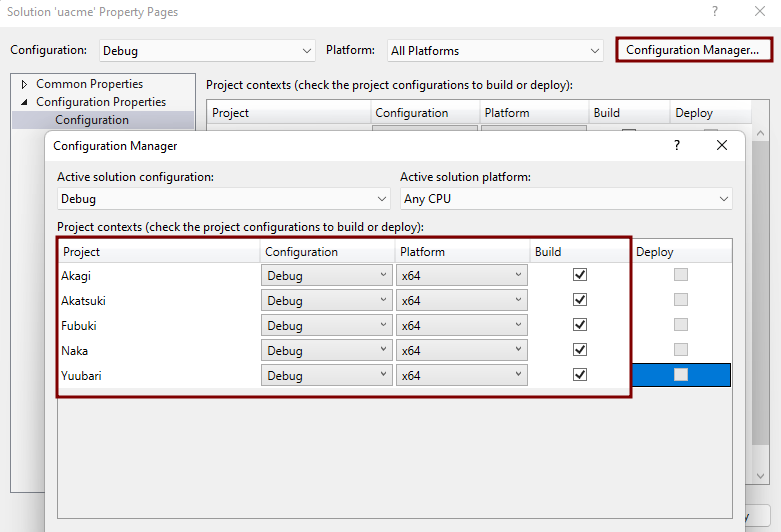 Solution 'uacme' Property Pages ?
Configuration: Debug Platform: All Platforms Configuration Manager...
Common Properties
Configuration Properties
Configuration
Project contexts (check the project configurations to build or deploy):
Project Configuration Platform Build Deploy
Configuration Manager ?
Active solution configuration: Active solution platform:
Debug Any CPU
Project contexts (check the project configurations to build or deploy):
Project Configuration Platform Build Deploy
Akagi Debug x64
Akatsuki Debug x64
Fubuki Debug x64
Naka Debug x64
Yuubari Debug x64